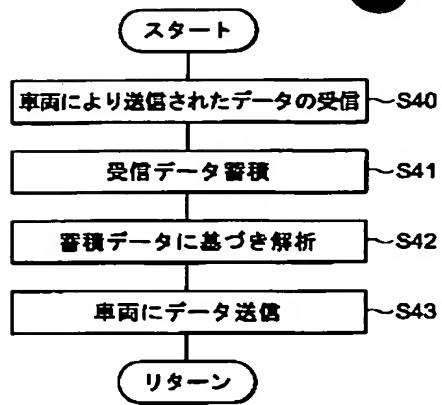 スタート
車両により送信されたデータの受信 ~S40
受信データ蓄積 ~S41
蓄積データに基づき解析 ~S42
車両にデータ送信 ~S43
リターン